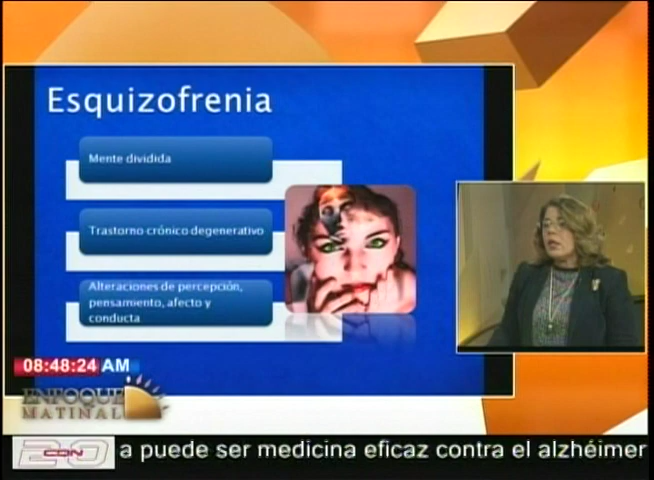 Esquizofrenia
Mente dividida
Trastorno crónico degenerativo
Alteraciones de percepción,
pensamiento, afecto y
conducta
08:48:24 AM
ENFOQUE
MATINAL
CDN
a puede ser medicina eficaz contra el alzhéimer